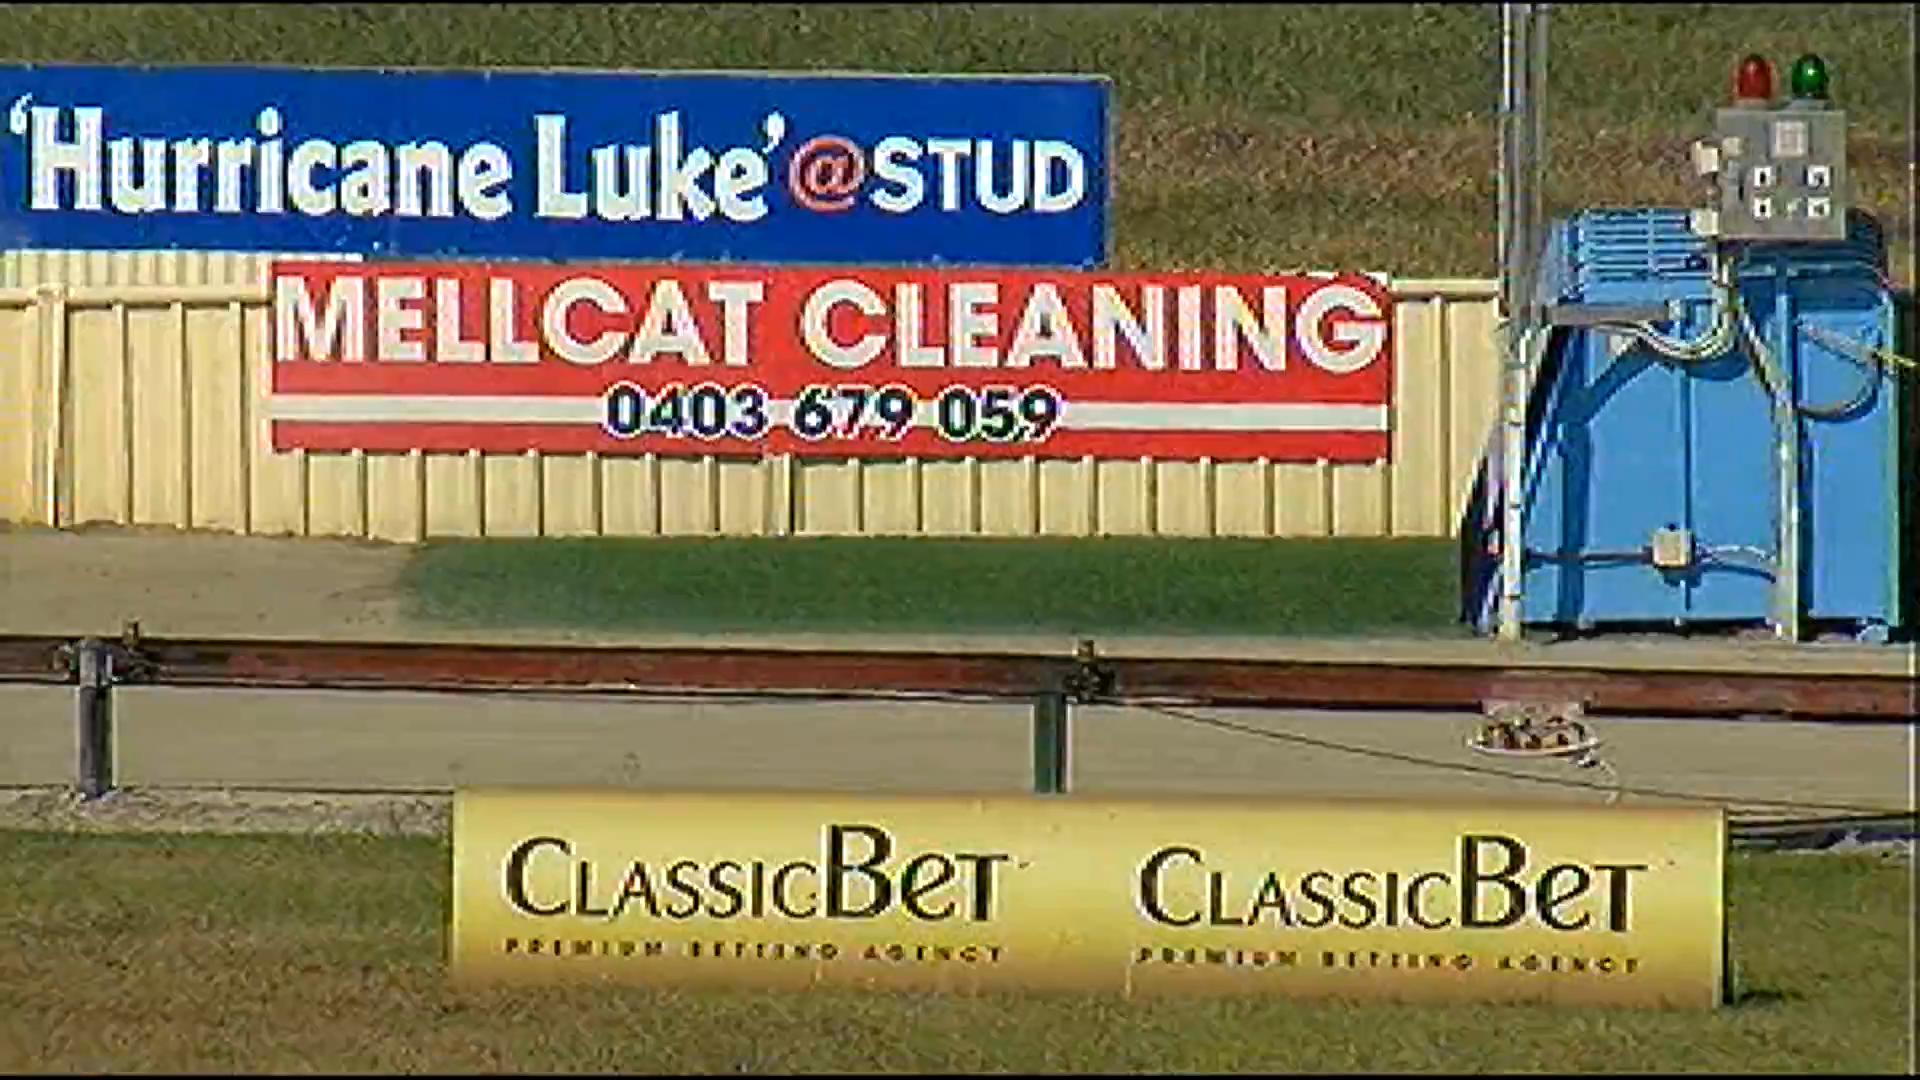 'Hurricane Luke' @ STUD
MELLCAT CLEANING
0403 679 059
CLASSICBET
PREMIUM BETTING AGENCY
CLASSICBET
PREMIUM BETTING AGENCY